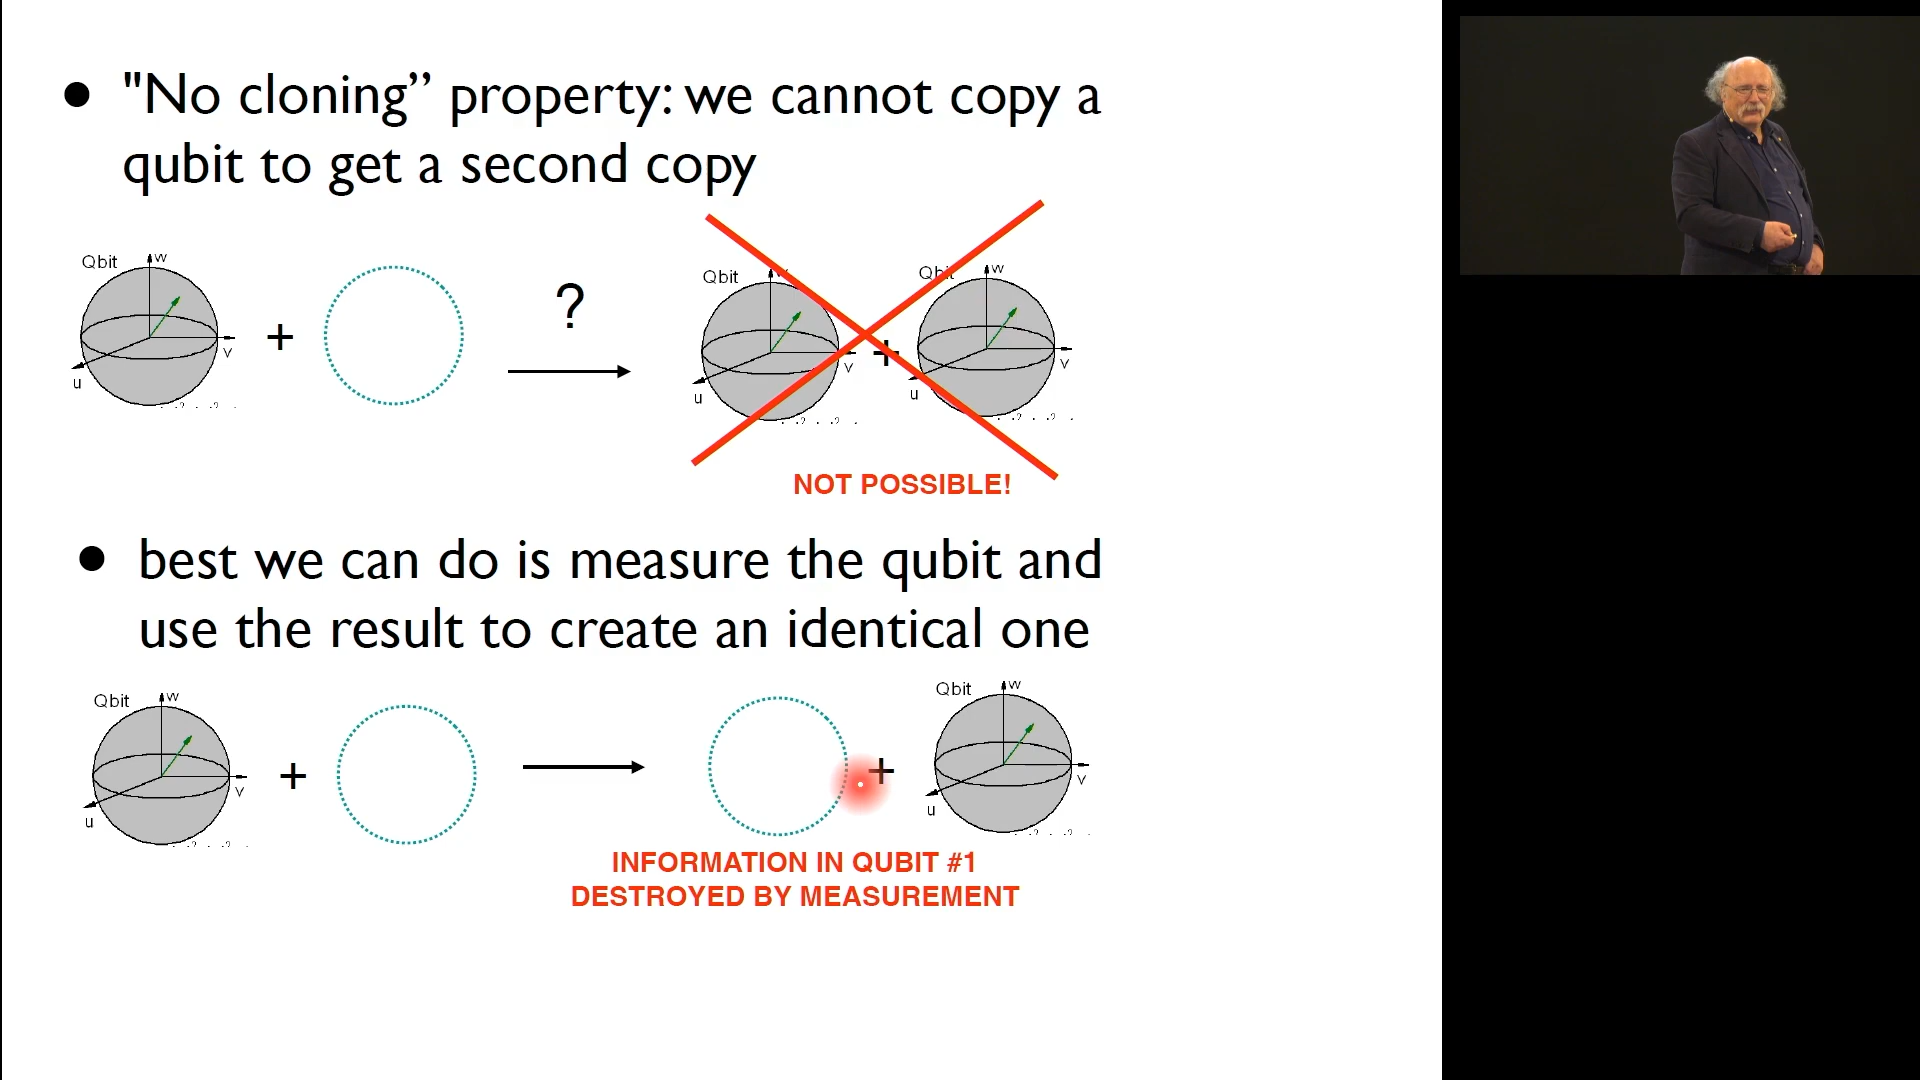 • "No cloning” property: we cannot copy a
qubit to get a second copy
Qbit w
v
u
+
?
Qbit w
v
u
+
Qbit w
v
u
NOT POSSIBLE!
• best we can do is measure the qubit and
use the result to create an identical one
Qbit w
v
u
+
+
Qbit w
v
u
INFORMATION IN QUBIT #1
DESTROYED BY MEASUREMENT